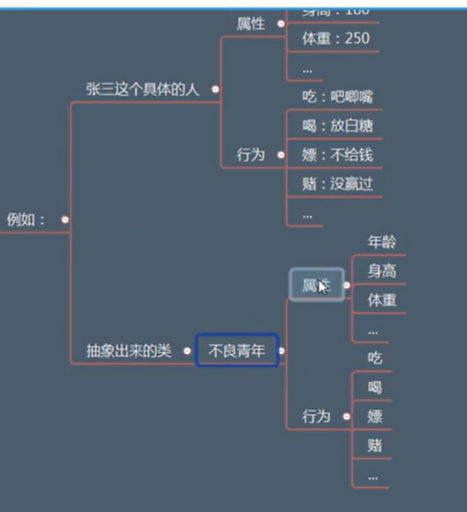 属性
身高：180
体重：250
...
张三这个具体的人
吃：吧唧嘴
喝：放白糖
行为
嫖：不给钱
赌：没赢过
...
例如：
年龄
身高
属性
体重
...
抽象出来的类
不良青年
吃
喝
行为
嫖
赌
...